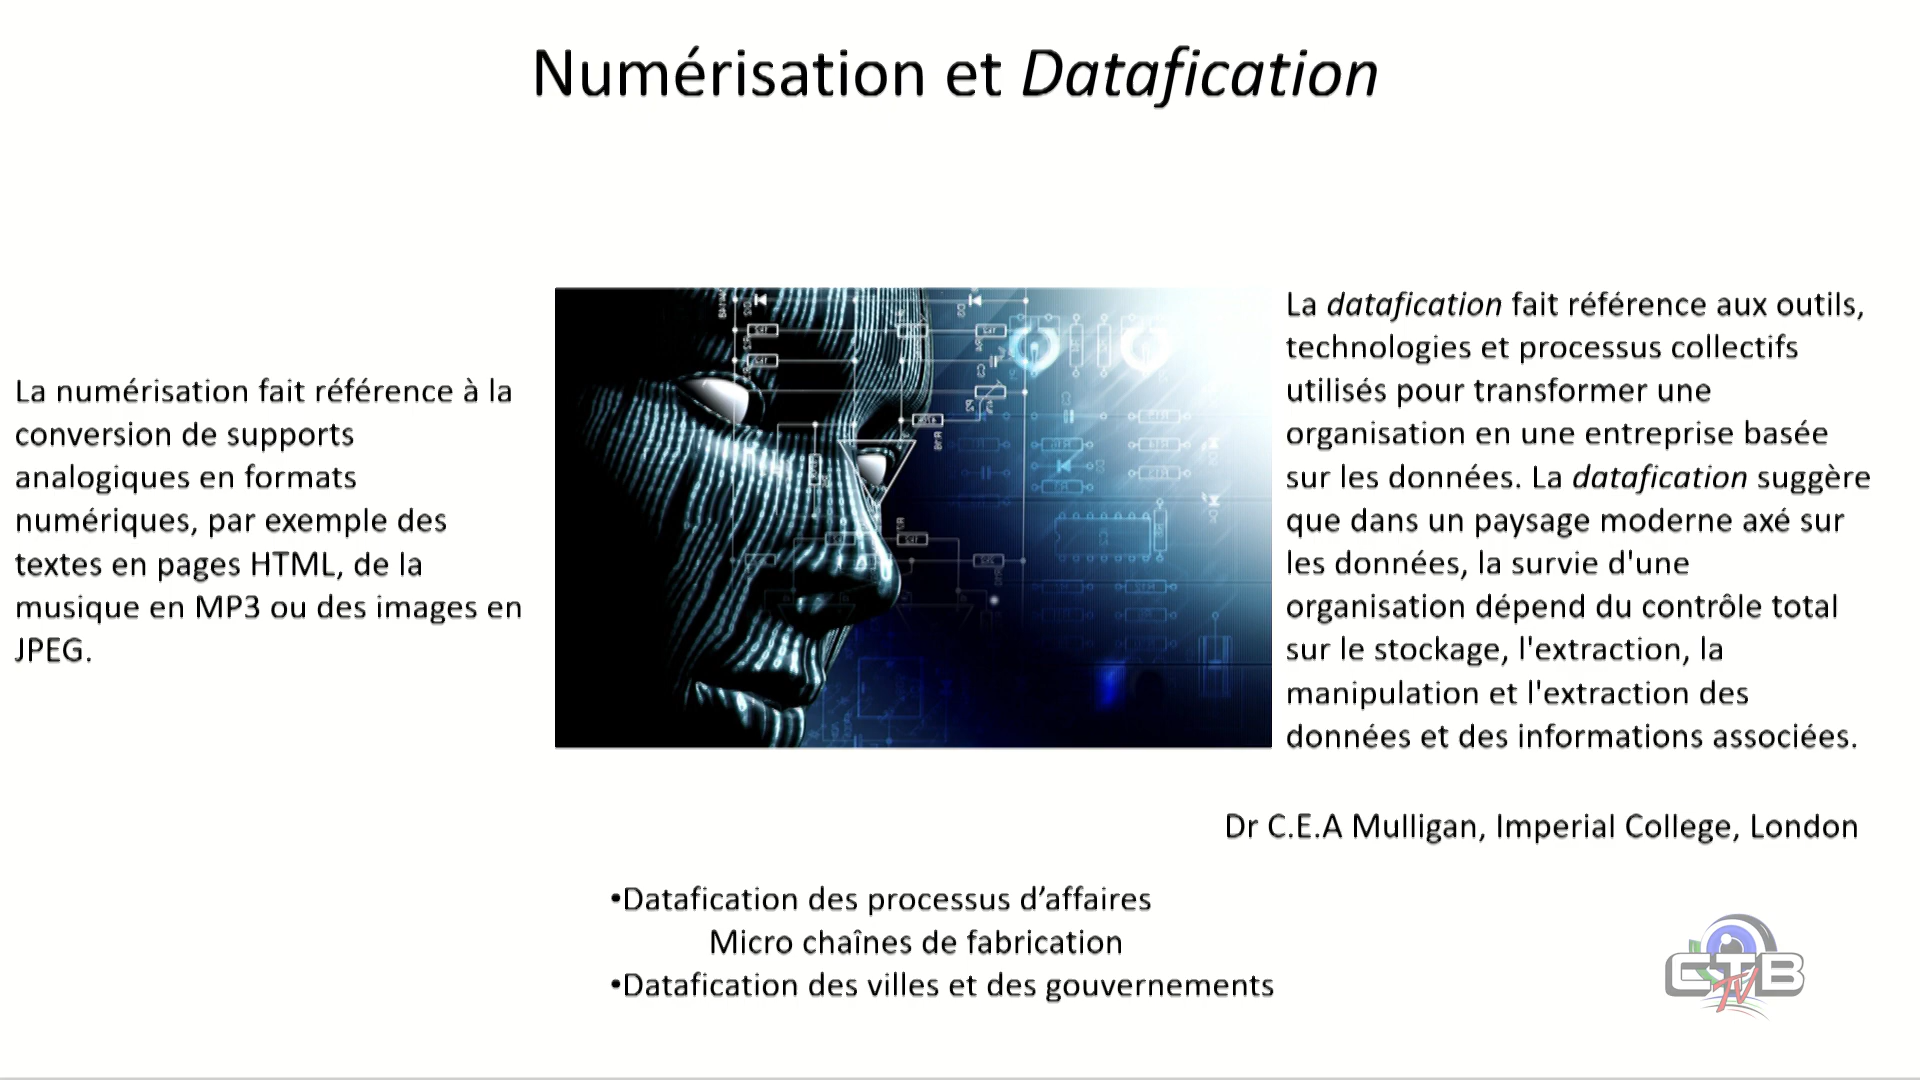 Numérisation et Datafication
La numérisation fait référence à la
conversion de supports
analogiques en formats
numériques, par exemple des
textes en pages HTML, de la
musique en MP3 ou des images en
JPEG.
La datafication fait référence aux outils,
technologies et processus collectifs
utilisés pour transformer une
organisation en une entreprise basée
sur les données. La datafication suggère
que dans un paysage moderne axé sur
les données, la survie d'une
organisation dépend du contrôle total
sur le stockage, l'extraction, la
manipulation et l'extraction des
données et des informations associées.
Dr C.E.A Mulligan, Imperial College, London
•Datafication des processus d’affaires
Micro chaînes de fabrication
•Datafication des villes et des gouvernements
CTB
TV